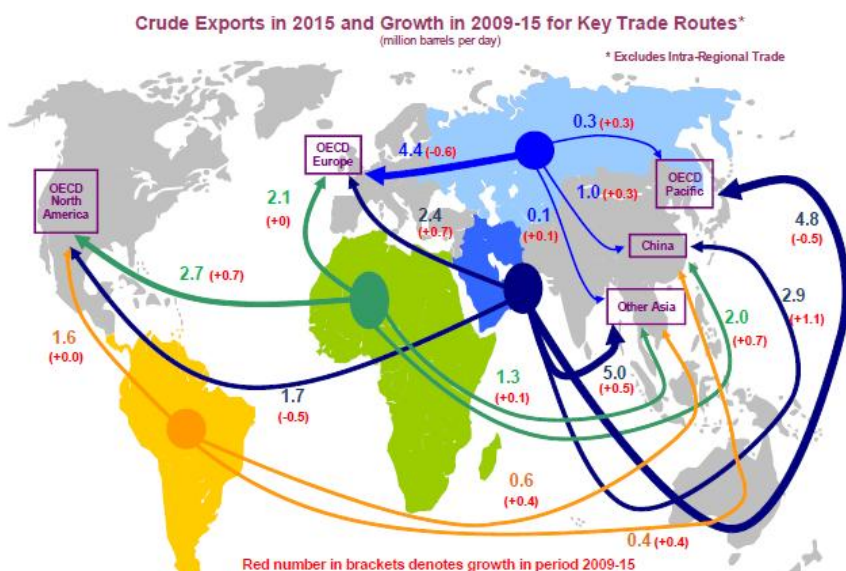 Crude Exports in 2015 and Growth in 2009-15 for Key Trade Routes*
(million barrels per day)
* Excludes Intra-Regional Trade
OECD
Europe
4.4 (-0.6)
0.3 (+0.3)
OECD
North
America
OECD
Pacific
2.1
(+0)
2.4
(+0.7)
0.1
(+0.1)
1.0
(+0.3)
4.8
(-0.5)
China
2.7 (+0.7)
Other Asia
2.0
(+0.7)
2.9
(+1.1)
1.6
(+0.0)
1.7
(-0.5)
1.3
(+0.1)
5.0
(+0.5)
0.6
(+0.4)
0.4 (+0.4)
Red number in brackets denotes growth in period 2009-15